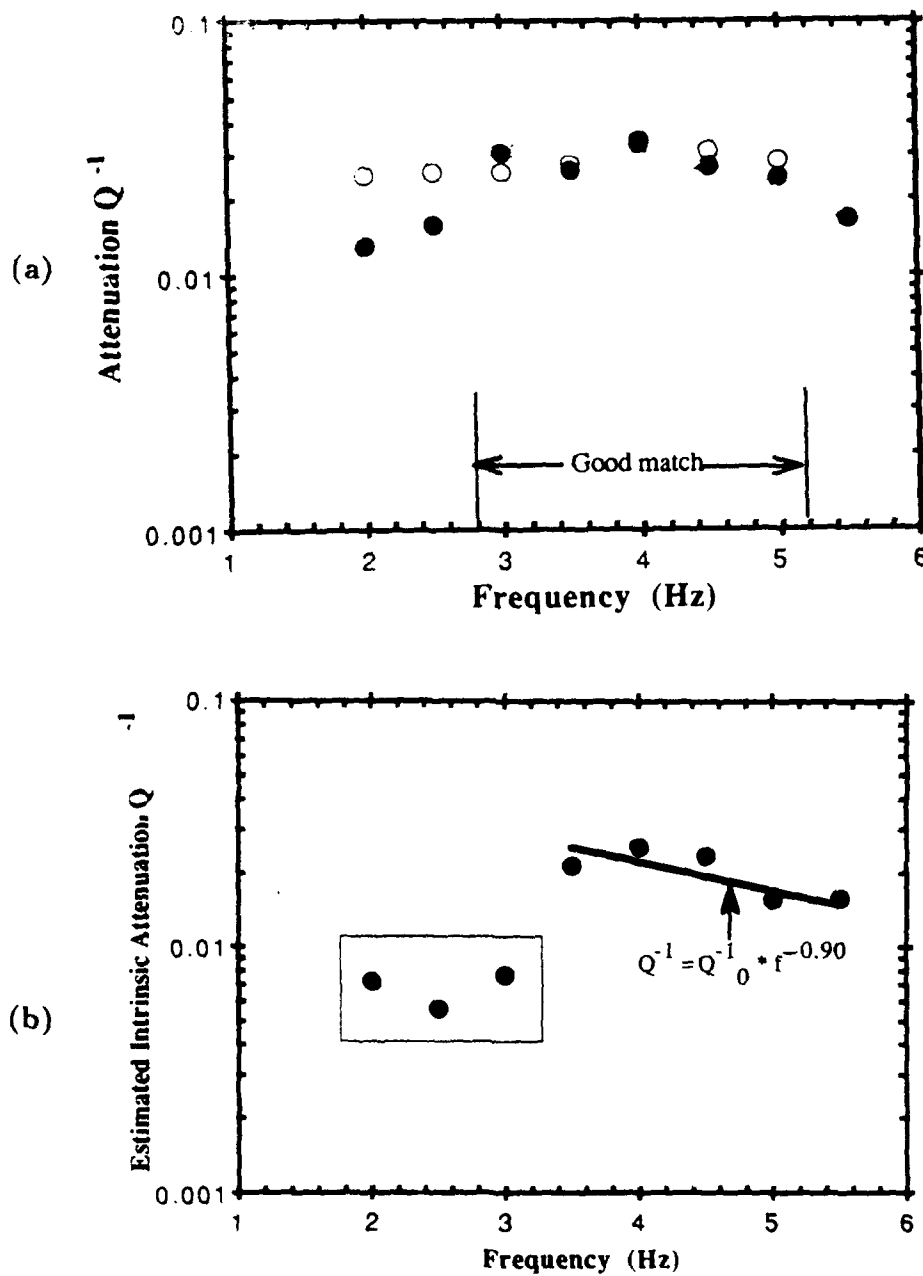 (a)
Attenuation Q -1
0.1
0.01
0.001
Good match
1 2 3 4 5 6
Frequency (Hz)
(b)
Estimated Intrinsic Attenuation Q -1
0.1
0.01
0.001
Q-1 = Q-1 0 * f-0.90
1 2 3 4 5 6
Frequency (Hz)